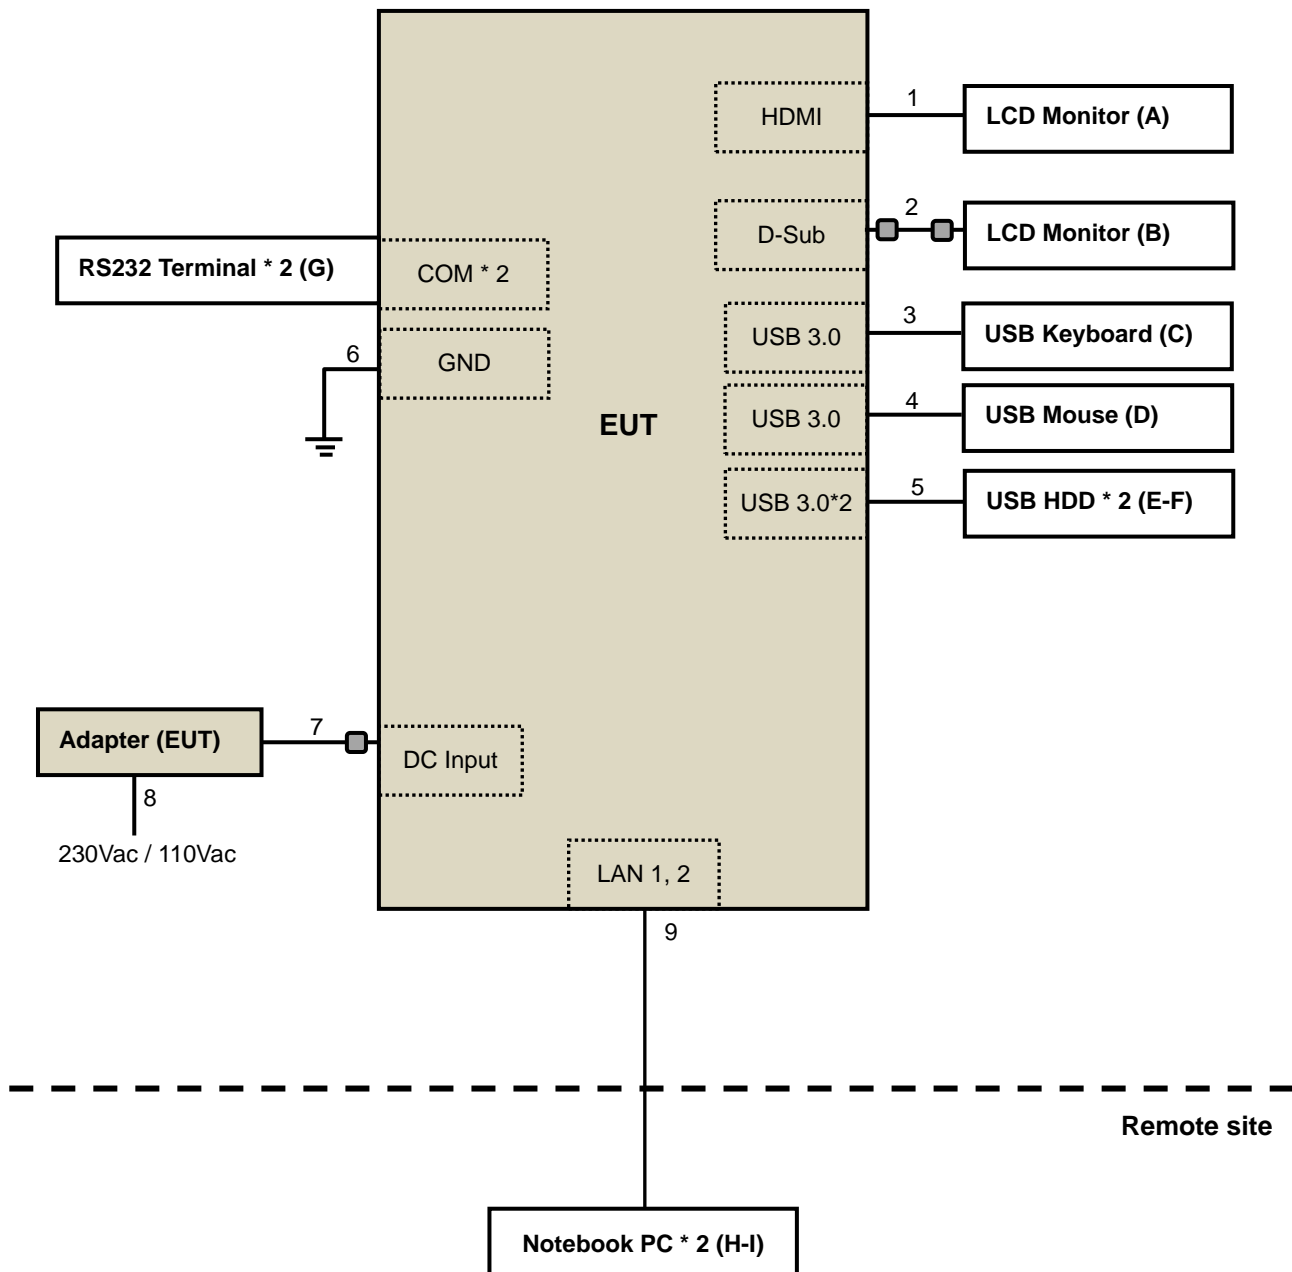 HDMI
1
LCD Monitor (A)
D-Sub
2
LCD Monitor (B)
RS232 Terminal * 2 (G)
COM * 2
USB 3.0
3
USB Keyboard (C)
6
GND
EUT
USB 3.0
4
USB Mouse (D)
USB 3.0*2
5
USB HDD * 2 (E-F)
Adapter (EUT)
7
DC Input
8
230Vac / 110Vac
LAN 1, 2
9
Remote site
Notebook PC * 2 (H-I)